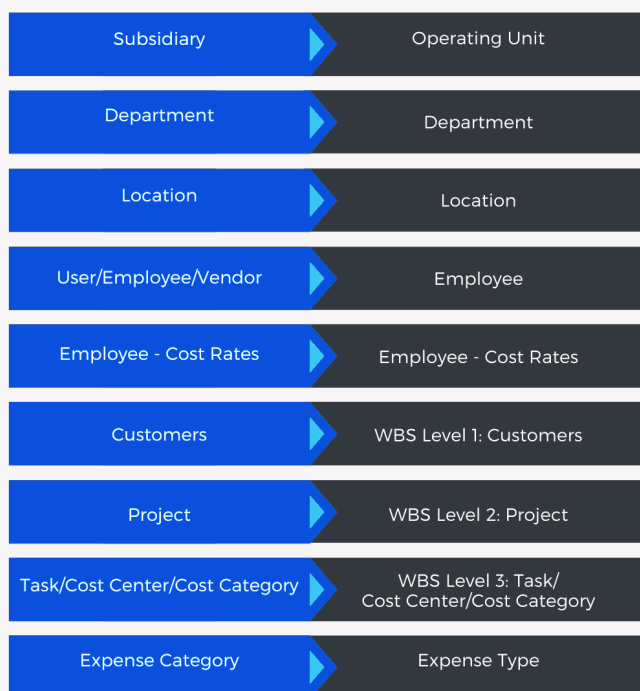 Subsidiary
Operating Unit
Department
Department
Location
Location
User/Employee/Vendor
Employee
Employee - Cost Rates
Employee - Cost Rates
Customers
WBS Level 1: Customers
Project
WBS Level 2: Project
Task/Cost Center/Cost Category
WBS Level 3: Task/
Cost Center/Cost Category
Expense Category
Expense Type